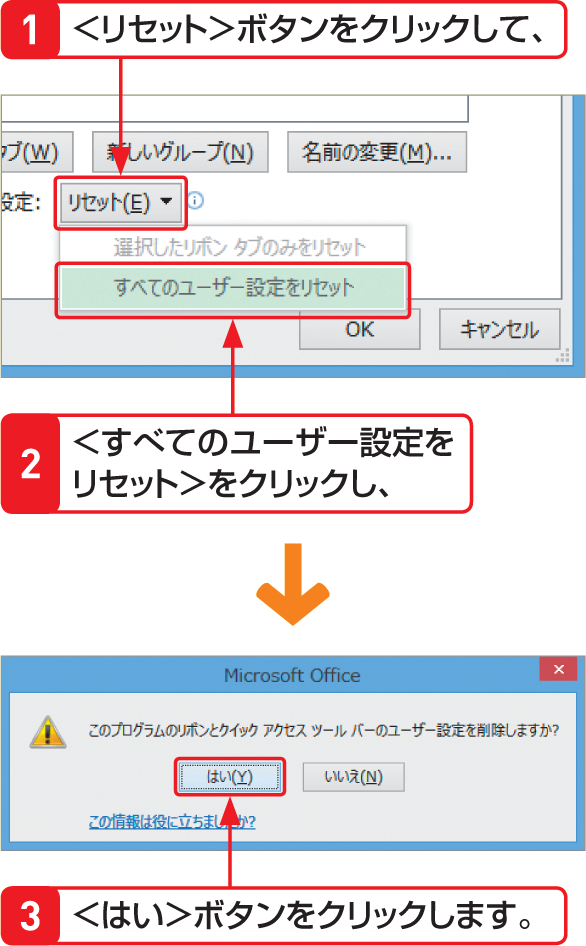 1 <リセット>ボタンをクリックして、
タブ(W) 新しいグループ(N) 名前の変更(M)...
設定: リセット(E) ▼
選択したリボン タブのみをリセット
すべてのユーザー設定をリセット
OK キャンセル
2 <すべてのユーザー設定を
リセット>をクリックし、
Microsoft Office
このプログラムのリボンとクイック アクセス ツール バーのユーザー設定を削除しますか?
はい(Y) いいえ(N)
この情報は役に立ちましたか?
3 <はい>ボタンをクリックします。